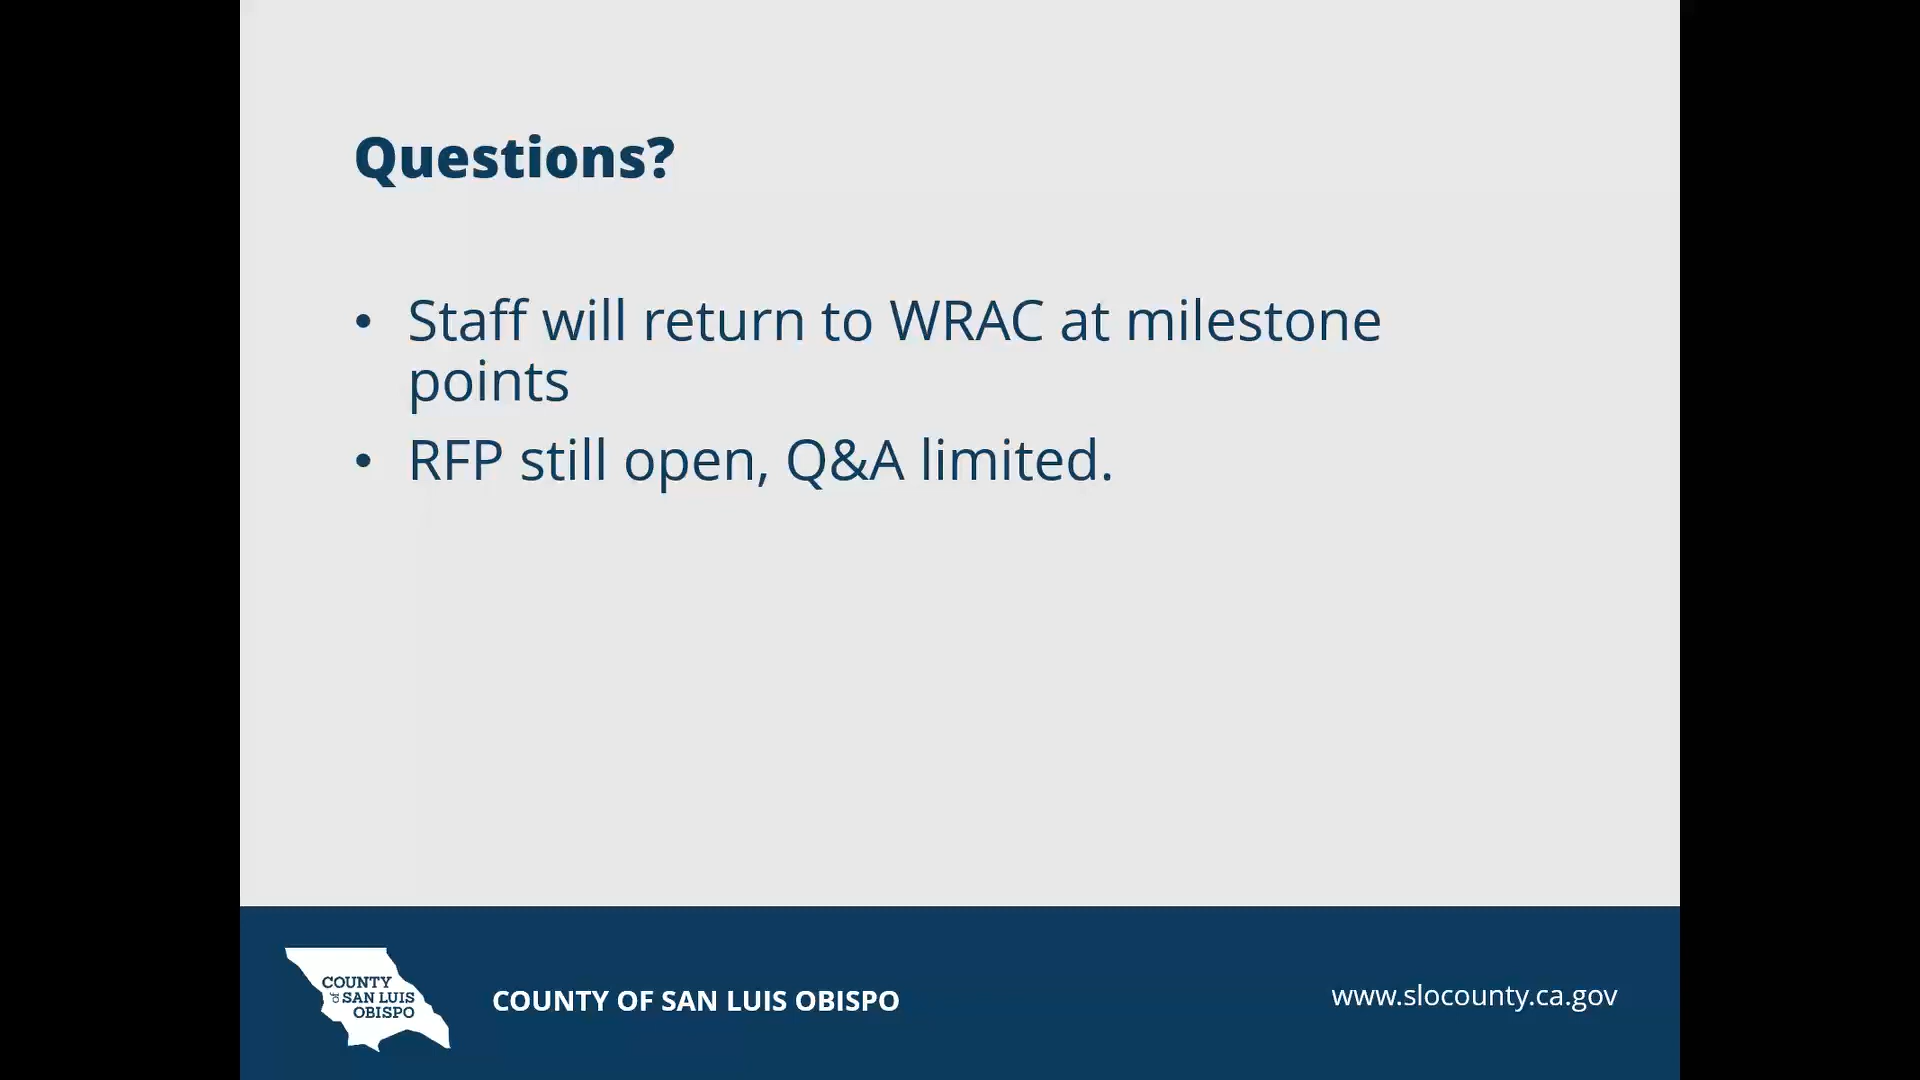 Questions?
• Staff will return to WRAC at milestone
points
• RFP still open, Q&A limited.
COUNTY
OF SAN LUIS
OBISPO
COUNTY OF SAN LUIS OBISPO
www.slocounty.ca.gov